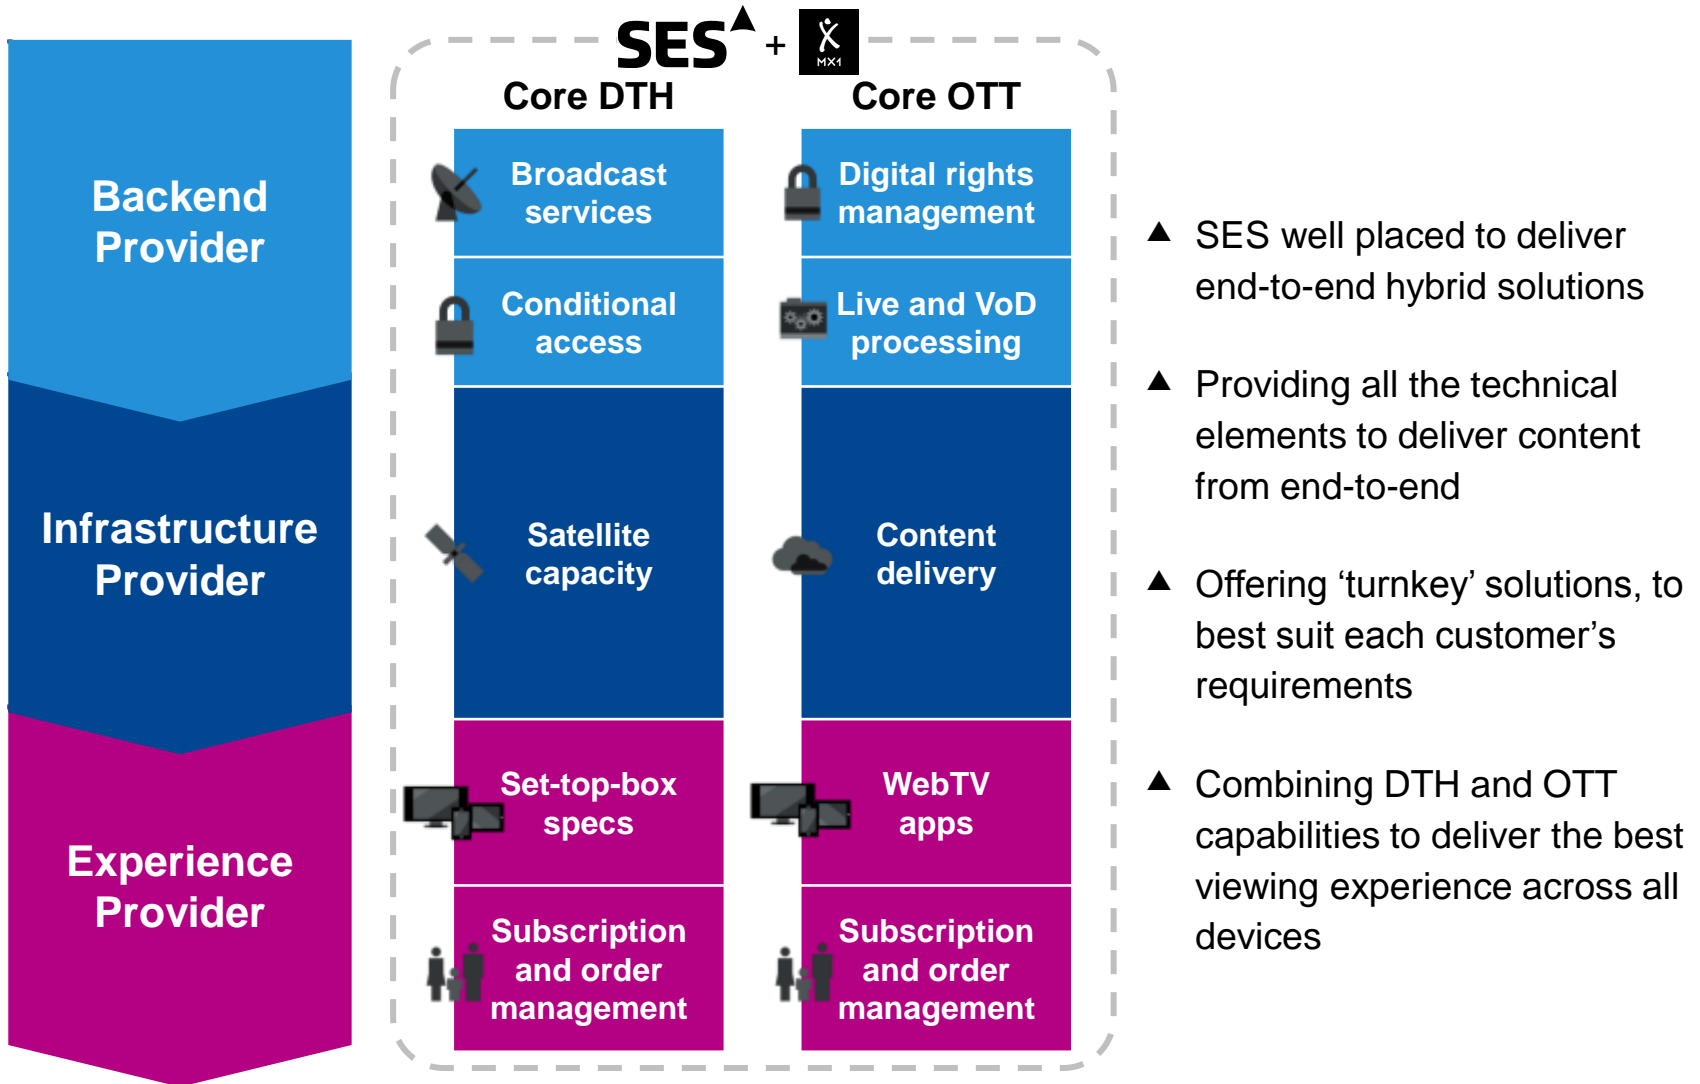 SES +
MX1
Core DTH
Core OTT
Backend
Provider
Broadcast
services
Digital rights
management
Conditional
access
Live and VoD
processing
Infrastructure
Provider
Satellite
capacity
Content
delivery
Experience
Provider
Set-top-box
specs
WebTV
apps
Subscription
and order
management
Subscription
and order
management
▲ SES well placed to deliver
end-to-end hybrid solutions
▲ Providing all the technical
elements to deliver content
from end-to-end
▲ Offering ‘turnkey’ solutions, to
best suit each customer’s
requirements
▲ Combining DTH and OTT
capabilities to deliver the best
viewing experience across all
devices